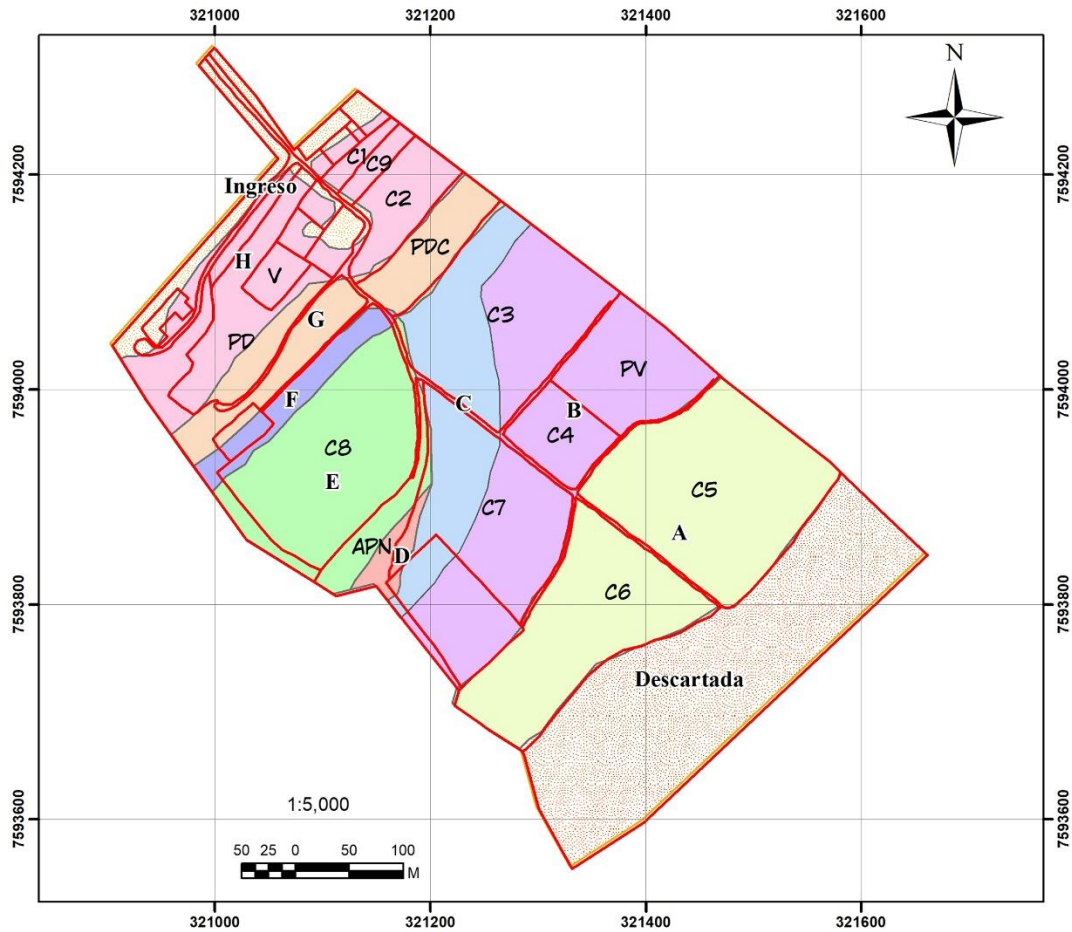 321000 321200 321400 321600
N
7594200 7594200
C1
C9
Ingreso
C2
PDC
H
V
C3
G
PD
PV
F
C
B
C4
C8
E
C5
C7
A
APN
D
C6
7594000 7594000
7593800 7593800
Descartada
1:5,000
7593600 7593600
50 25 0 50 100
M
321000 321200 321400 321600